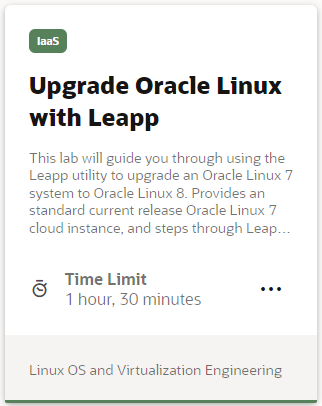 IaaS
Upgrade Oracle Linux
with Leapp
This lab will guide you through using the
Leapp utility to upgrade an Oracle Linux 7
system to Oracle Linux 8. Provides an
standard current release Oracle Linux 7
cloud instance, and steps through Leap...
Time Limit
1 hour, 30 minutes
Linux OS and Virtualization Engineering